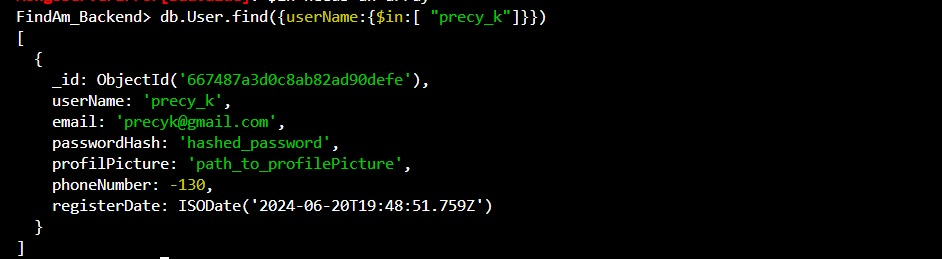 FindAm_Backend> db.User.find({userName:{$in:[ "precy_k"]}})
[
  {
    _id: ObjectId('667487a3d0c8ab82ad90defe'),
    userName: 'precy_k',
    email: 'precyk@gmail.com',
    passwordHash: 'hashed_password',
    profilPicture: 'path_to_profilePicture',
    phoneNumber: -130,
    registerDate: ISODate('2024-06-20T19:48:51.759Z')
  }
]